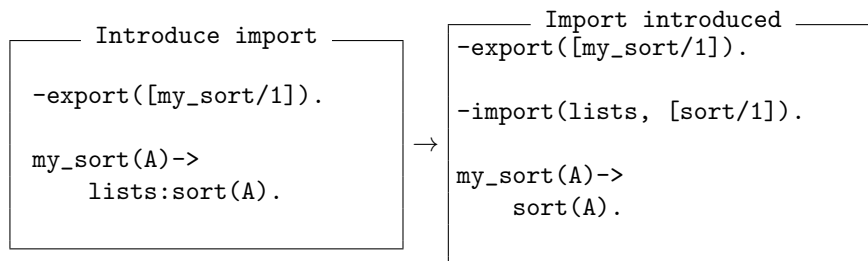 Introduce import
-export([my_sort/1]).
my_sort(A)->
    lists:sort(A).
→
Import introduced
-export([my_sort/1]).
-import(lists, [sort/1]).
my_sort(A)->
    sort(A).